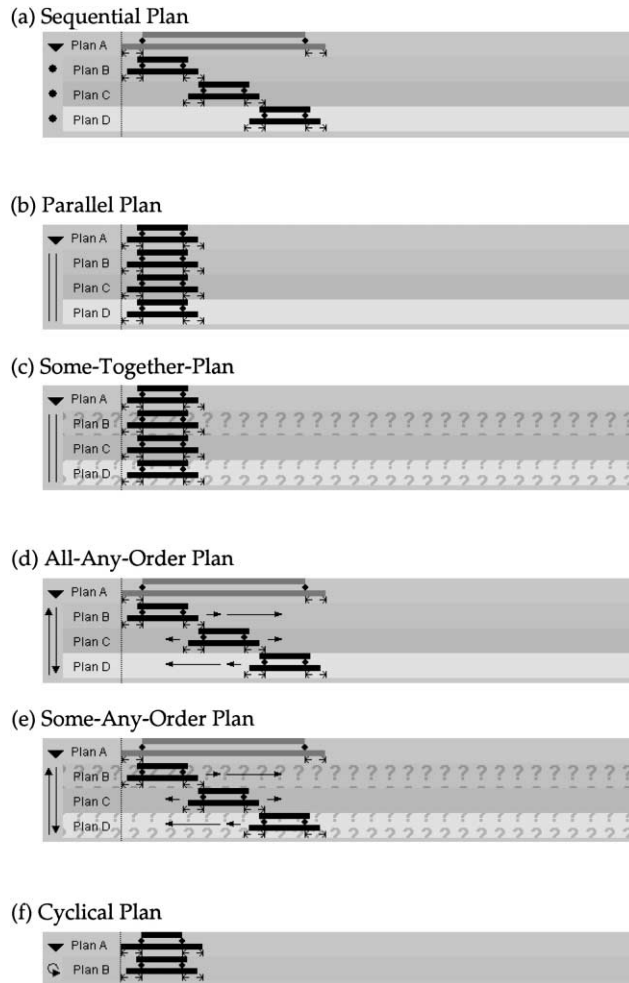 (a) Sequential Plan
Plan A
Plan B
Plan C
Plan D
(b) Parallel Plan
Plan A
Plan B
Plan C
Plan D
(c) Some-Together-Plan
Plan A
Plan B
? ? ? ? ? ? ? ? ? ? ? ? ? ? ? ? ? ? ? ? ?
Plan C
Plan D
(d) All-Any-Order Plan
Plan A
Plan B
Plan C
Plan D
(e) Some-Any-Order Plan
Plan A
Plan B
Plan C
Plan D
(f) Cyclical Plan
Plan A
Plan B